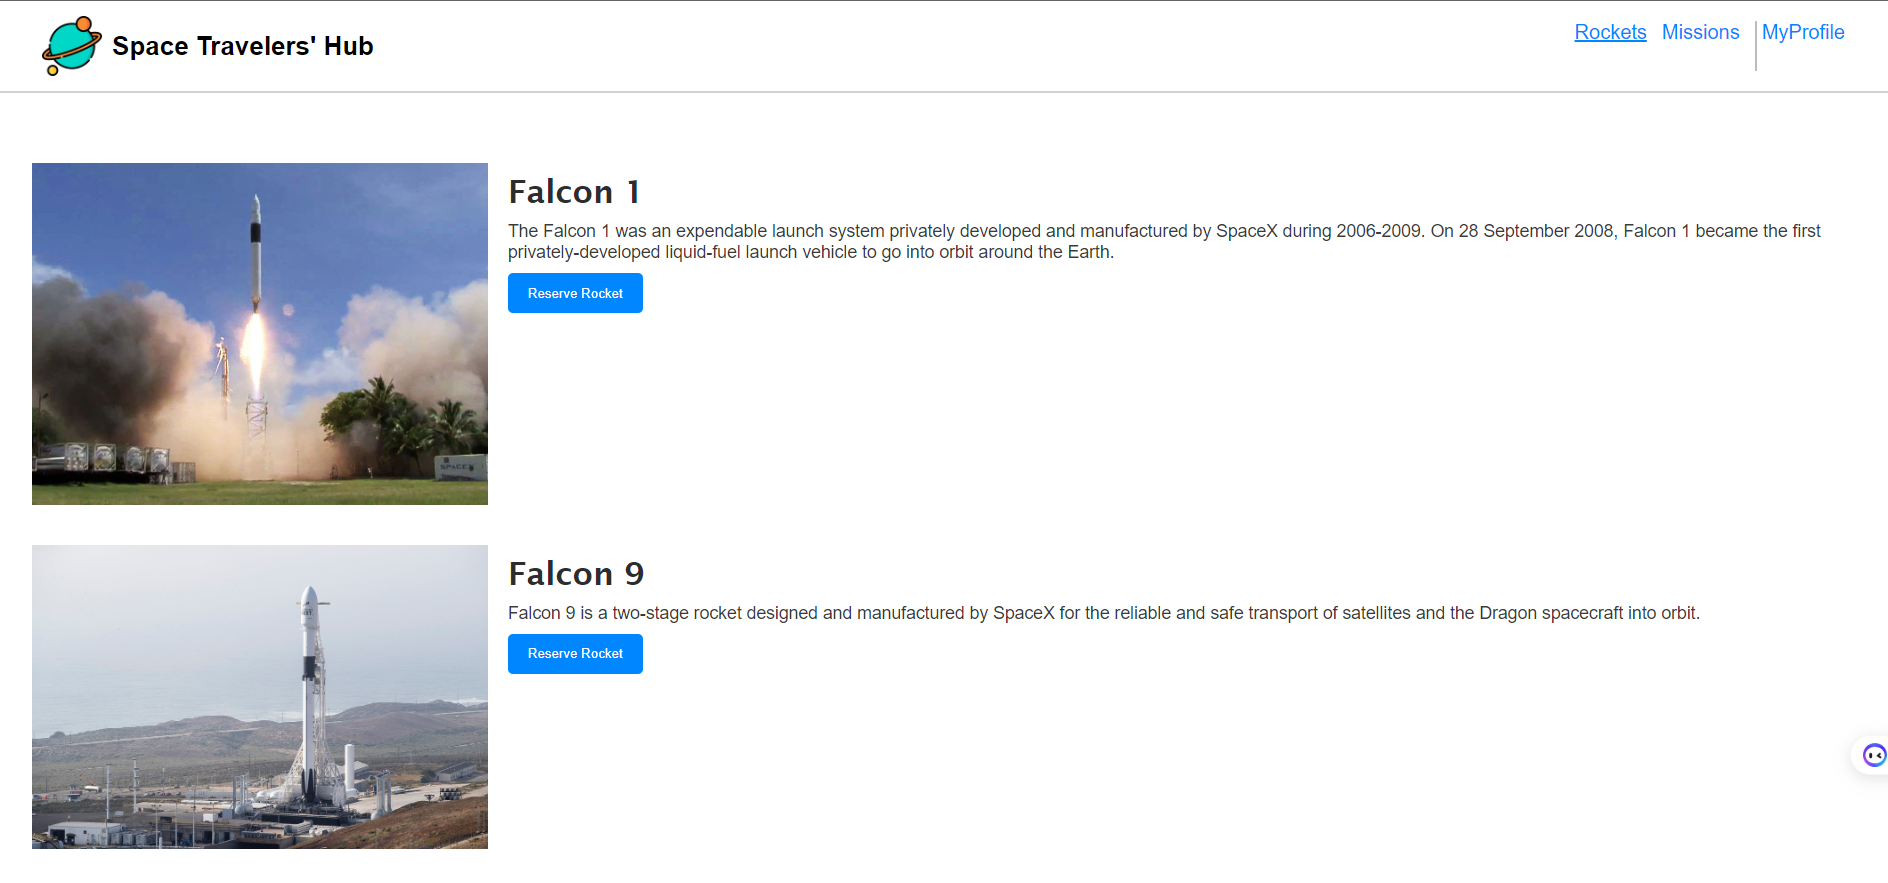 Space Travelers' Hub
Rockets Missions MyProfile
Falcon 1
The Falcon 1 was an expendable launch system privately developed and manufactured by SpaceX during 2006-2009. On 28 September 2008, Falcon 1 became the first
privately-developed liquid-fuel launch vehicle to go into orbit around the Earth.
Reserve Rocket
SPACEX
Falcon 9
Falcon 9 is a two-stage rocket designed and manufactured by SpaceX for the reliable and safe transport of satellites and the Dragon spacecraft into orbit.
Reserve Rocket